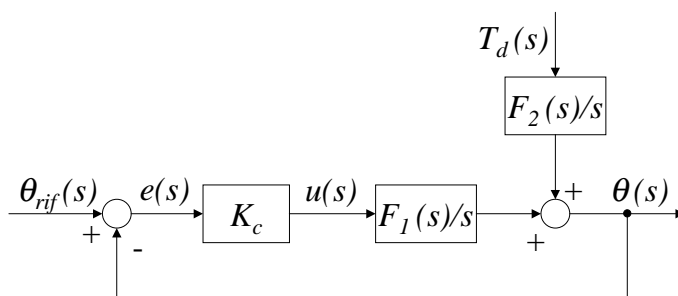 T_d(s)
F_2(s)/s
θ_rif(s)
e(s)
K_c
u(s)
F_1(s)/s
θ(s)
+
-
+
+